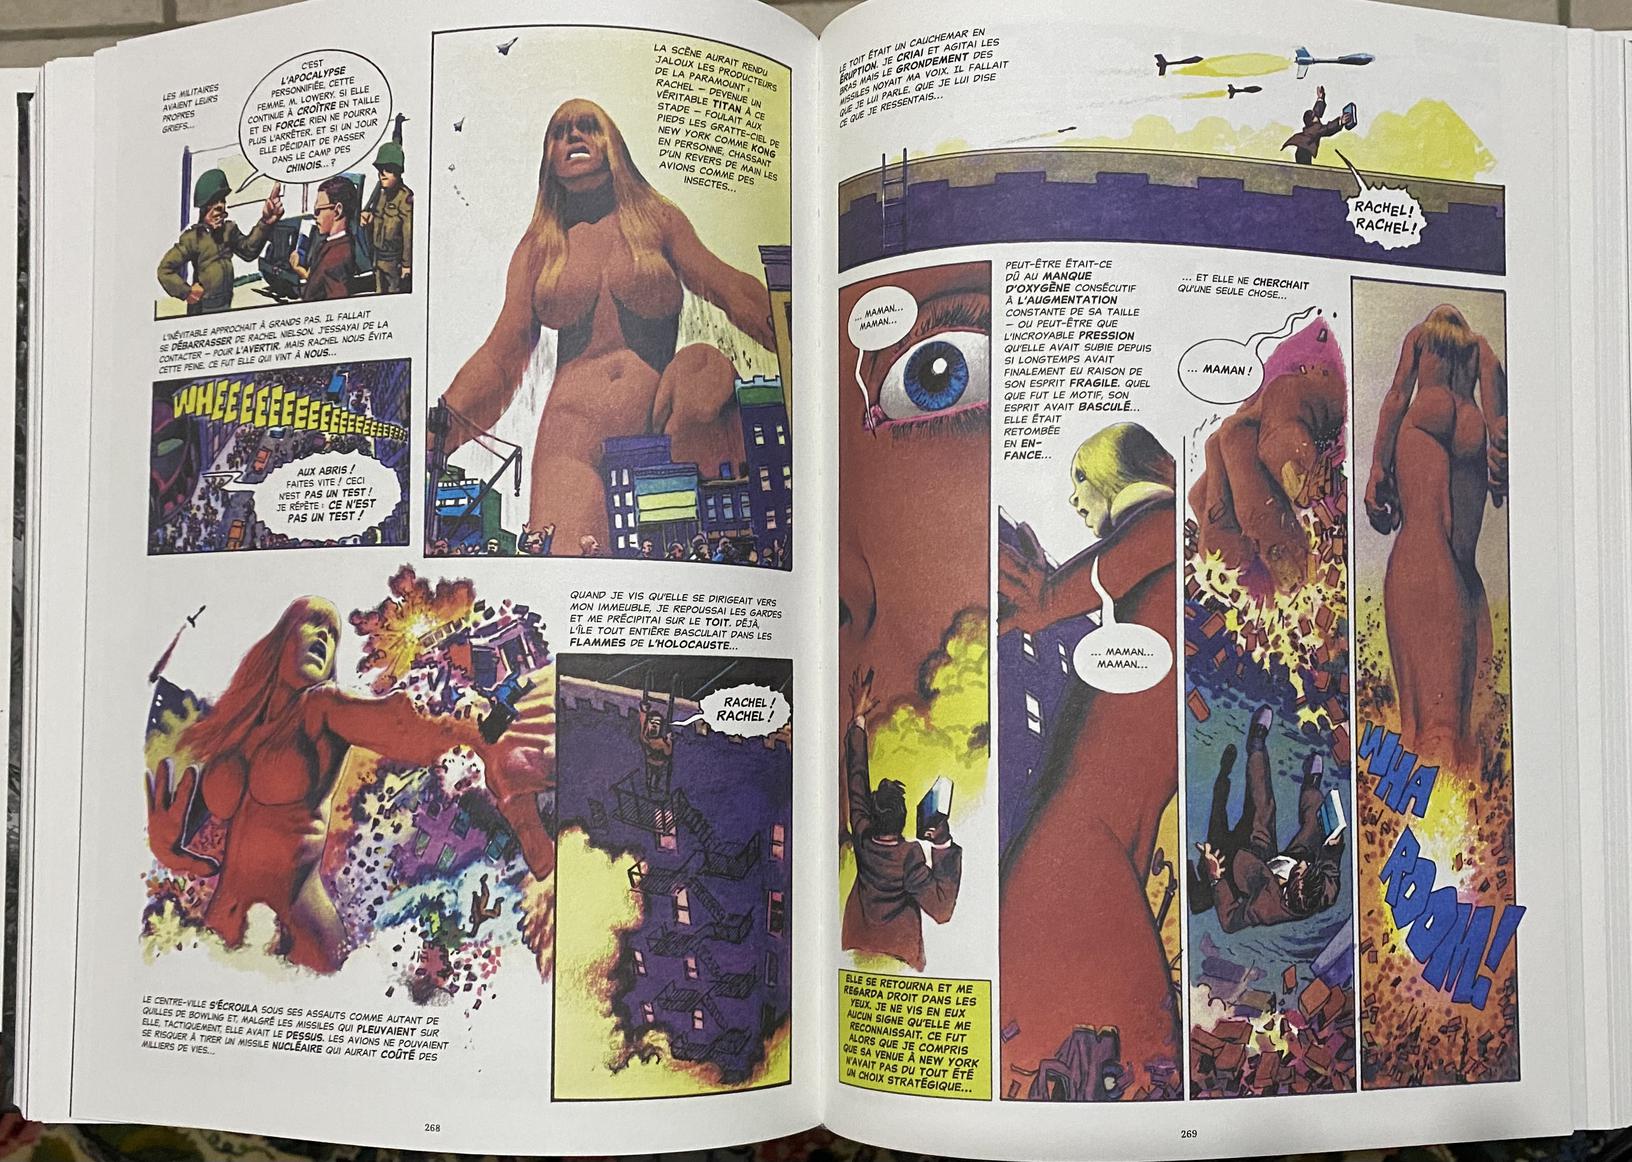 LES MILITAIRES
AVAIENT LEURS
PROPRES
GRIEFS...
C'EST
L'APOCALYPSE
PERSONNIFIÉE, CETTE
FEMME, M. LOWERY. SI ELLE
CONTINUE À CROÎTRE EN TAILLE
ET EN FORCE, RIEN NE POURRA
PLUS L'ARRÊTER. ET SI UN JOUR
ELLE DÉCIDAIT DE PASSER
DANS LE CAMP DES
CHINOIS...?
LA SCÈNE AURAIT RENDU
JALOUX LES PRODUCTEURS
DE LA PARAMOUNT :
RACHEL – DEVENUE UN
VÉRITABLE TITAN À CE
STADE – FOULAIT AUX
PIEDS LES GRATTE-CIEL DE
NEW YORK COMME KONG
EN PERSONNE, CHASSANT
D'UN REVERS DE MAIN LES
AVIONS COMME DES
INSECTES...
L'INÉVITABLE APPROCHAIT À GRANDS PAS. IL FALLAIT
SE DÉBARRASSER DE RACHEL NIELSON. J'ESSAYAI DE LA
CONTACTER – POUR L'AVERTIR. MAIS RACHEL NOUS ÉVITA
CETTE PEINE. CE FUT ELLE QUI VINT À NOUS...
WHEEEEEEEEEEEEEEEEEE
AUX ABRIS !
FAITES VITE ! CECI
N'EST PAS UN TEST !
JE RÉPÈTE : CE N'EST
PAS UN TEST !
QUAND JE VIS QU'ELLE SE DIRIGEAIT VERS
MON IMMEUBLE, JE REPOUSSAI LES GARDES
ET ME PRÉCIPITAI SUR LE TOIT. DÉJÀ,
L'ÎLE TOUT ENTIÈRE BASCULAIT DANS LES
FLAMMES DE L'HOLOCAUSTE...
RACHEL !
RACHEL !
LE CENTRE-VILLE S'ÉCROULA SOUS SES ASSAUTS COMME AUTANT DE
QUILLES DE BOWLING ET, MALGRÉ LES MISSILES QUI PLEUVAIENT SUR
ELLE, TACTIQUEMENT, ELLE AVAIT LE DESSUS. LES AVIONS NE POUVAIENT
SE RISQUER À TIRER UN MISSILE NUCLÉAIRE QUI AURAIT COÛTÉ DES
MILLIERS DE VIES...
268
LE TOIT ÉTAIT UN CAUCHEMAR EN
ÉRUPTION. JE CRIAI ET AGITAI LES
BRAS MAIS LE GRONDEMENT DES
MISSILES NOYAIT MA VOIX. IL FALLAIT
QUE JE LUI PARLE, QUE JE LUI DISE
CE QUE JE RESSENTAIS...
RACHEL !
RACHEL !
... MAMAN...
MAMAN...
PEUT-ÊTRE ÉTAIT-CE
DÛ AU MANQUE
D'OXYGÈNE CONSÉCUTIF
À L'AUGMENTATION
CONSTANTE DE SA TAILLE
– OU PEUT-ÊTRE QUE
L'INCROYABLE PRESSION
QU'ELLE AVAIT SUBIE DEPUIS
SI LONGTEMPS AVAIT
FINALEMENT EU RAISON DE
SON ESPRIT FRAGILE. QUEL
QUE FUT LE MOTIF, SON
ESPRIT AVAIT BASCULÉ...
ELLE ÉTAIT
RETOMBÉE
EN EN-
FANCE...
... ET ELLE NE CHERCHAIT
QU'UNE SEULE CHOSE...
... MAMAN !
... MAMAN...
MAMAN...
WHA
ROOM!
ELLE SE RETOURNA ET ME
REGARDA DROIT DANS LES
YEUX. JE NE VIS EN EUX
AUCUN SIGNE QU'ELLE ME
RECONNAISSAIT. CE FUT
ALORS QUE JE COMPRIS
QUE SA VENUE À NEW YORK
N'AVAIT PAS DU TOUT ÉTÉ
UN CHOIX STRATÉGIQUE...
269